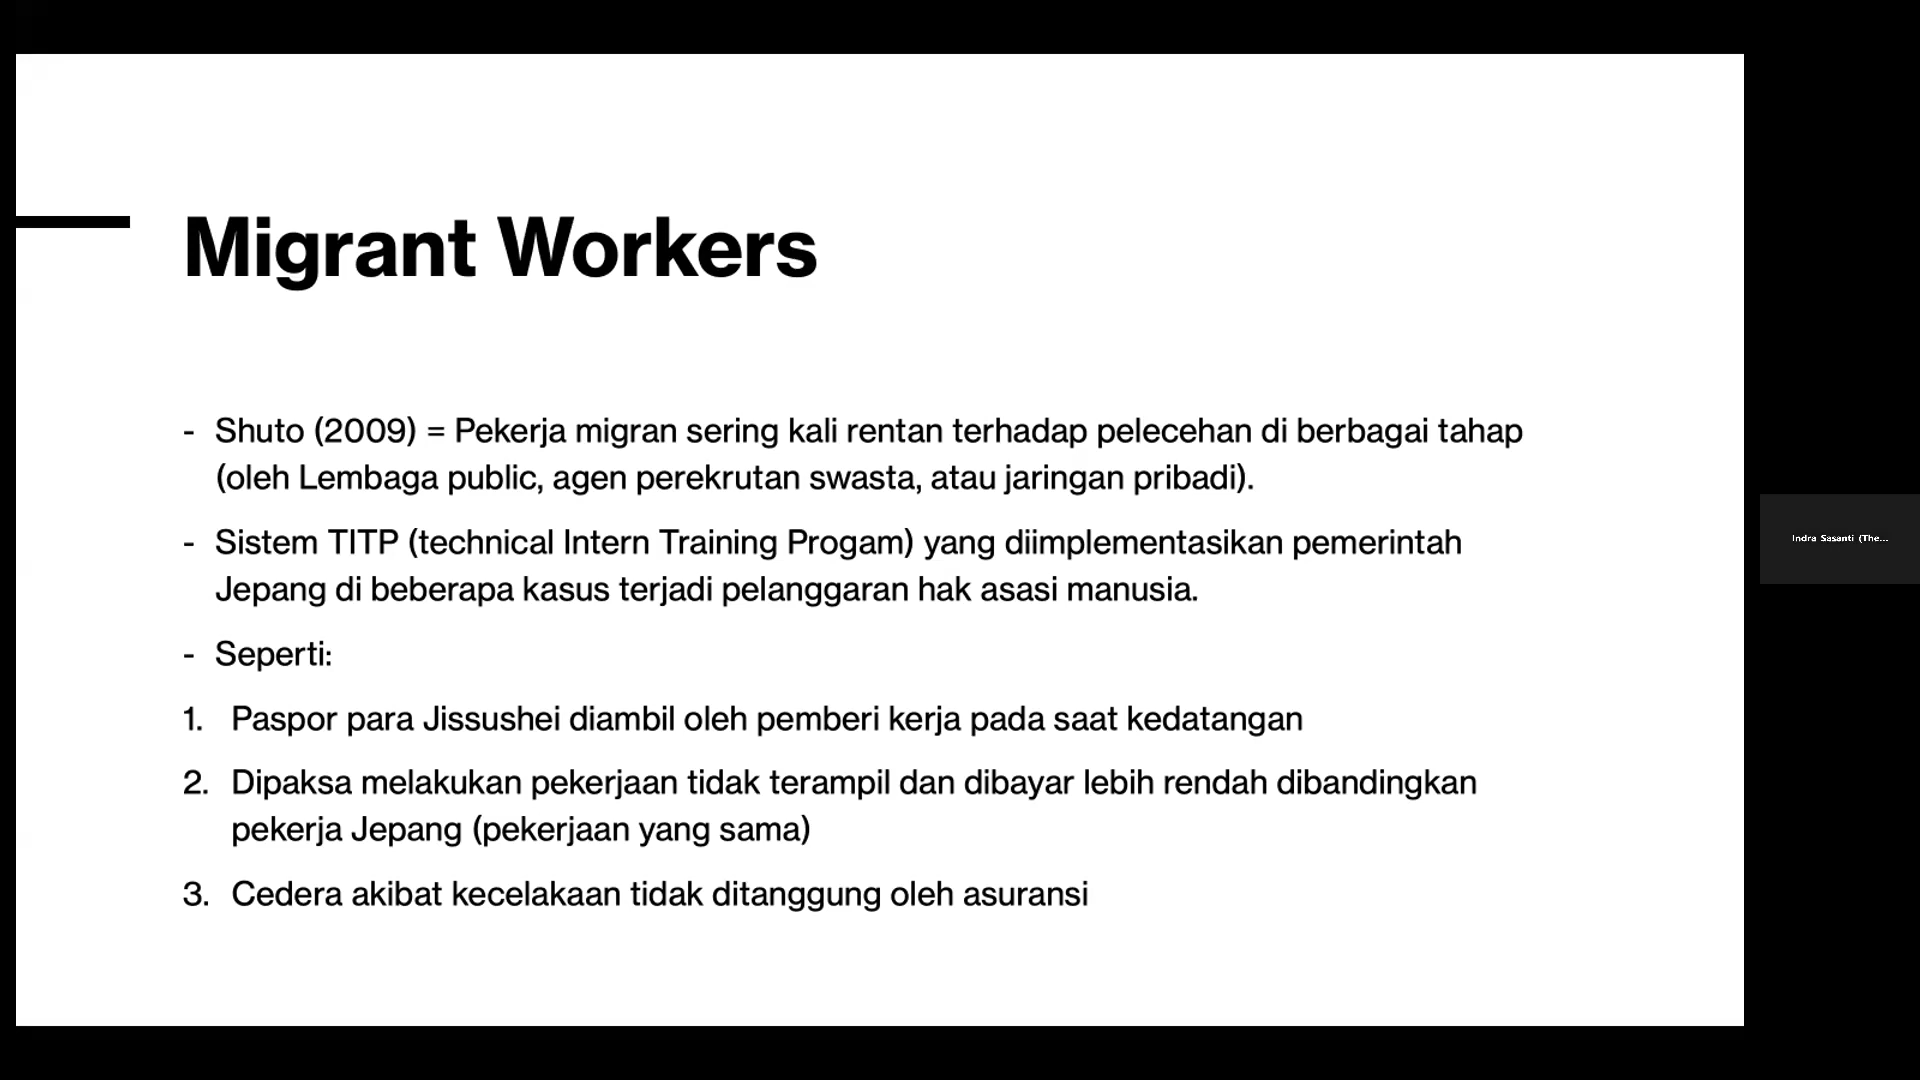 Migrant Workers
- Shuto (2009) = Pekerja migran sering kali rentan terhadap pelecehan di berbagai tahap
(oleh Lembaga public, agen perekrutan swasta, atau jaringan pribadi).
- Sistem TITP (technical Intern Training Progam) yang diimplementasikan pemerintah
Jepang di beberapa kasus terjadi pelanggaran hak asasi manusia.
- Seperti:
1. Paspor para Jissushei diambil oleh pemberi kerja pada saat kedatangan
2. Dipaksa melakukan pekerjaan tidak terampil dan dibayar lebih rendah dibandingkan
pekerja Jepang (pekerjaan yang sama)
3. Cedera akibat kecelakaan tidak ditanggung oleh asuransi
Indra Sasanti (The...